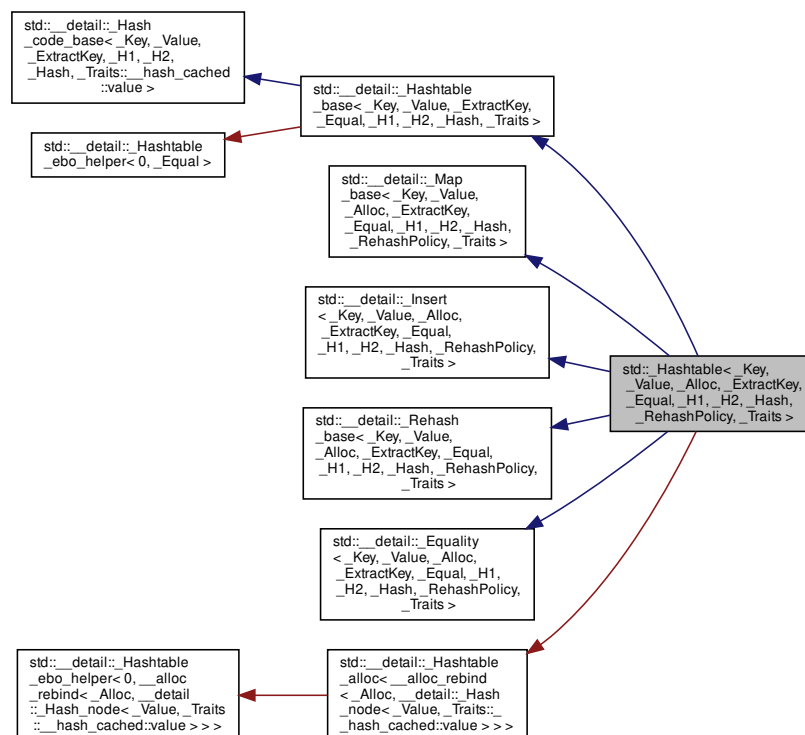 std::__detail::_Hash
_code_base< _Key, _Value,
_ExtractKey, _H1, _H2,
_Hash, _Traits::__hash_cached
::value >
std::__detail::_Hashtable
_base< _Key, _Value, _ExtractKey,
_Equal, _H1, _H2, _Hash, _Traits >
std::__detail::_Hashtable
_ebo_helper< 0, _Equal >
std::__detail::_Map
_base< _Key, _Value,
_Alloc, _ExtractKey,
_Equal, _H1, _H2, _Hash,
_RehashPolicy, _Traits >
std::__detail::_Insert
< _Key, _Value, _Alloc,
_ExtractKey, _Equal,
_H1, _H2, _Hash, _RehashPolicy,
_Traits >
std::_Hashtable< _Key,
_Value, _Alloc, _ExtractKey,
_Equal, _H1, _H2, _Hash,
_RehashPolicy, _Traits >
std::__detail::_Rehash
_base< _Key, _Value,
_Alloc, _ExtractKey, _Equal,
_H1, _H2, _Hash, _RehashPolicy,
_Traits >
std::__detail::_Equality
< _Key, _Value, _Alloc,
_ExtractKey, _Equal, _H1,
_H2, _Hash, _RehashPolicy,
_Traits >
std::__detail::_Hashtable
_ebo_helper< 0, __alloc
_rebind< _Alloc, __detail
::_Hash_node< _Value, _Traits
::__hash_cached::value > > >
std::__detail::_Hashtable
_alloc< __alloc_rebind
< _Alloc, __detail::_Hash
_node< _Value, _Traits::_
_hash_cached::value > > >